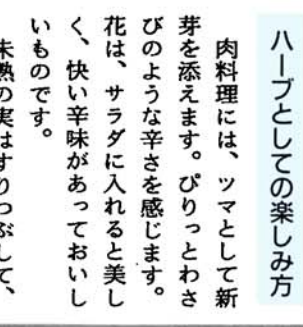 ハーブとしての楽しみ方
肉料理には、ツマとして新
芽を添えます。ぴりっとわさ
びのような辛さを感じます。
花は、サラダに入れると美し
く、快い辛味があっておいし
いものです。
未熟の実はすりつぶして、